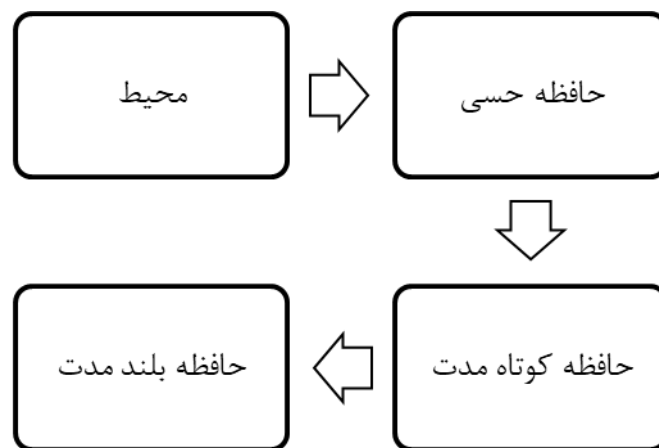 محیط
حافظه حسی
حافظه کوتاه مدت
حافظه بلند مدت